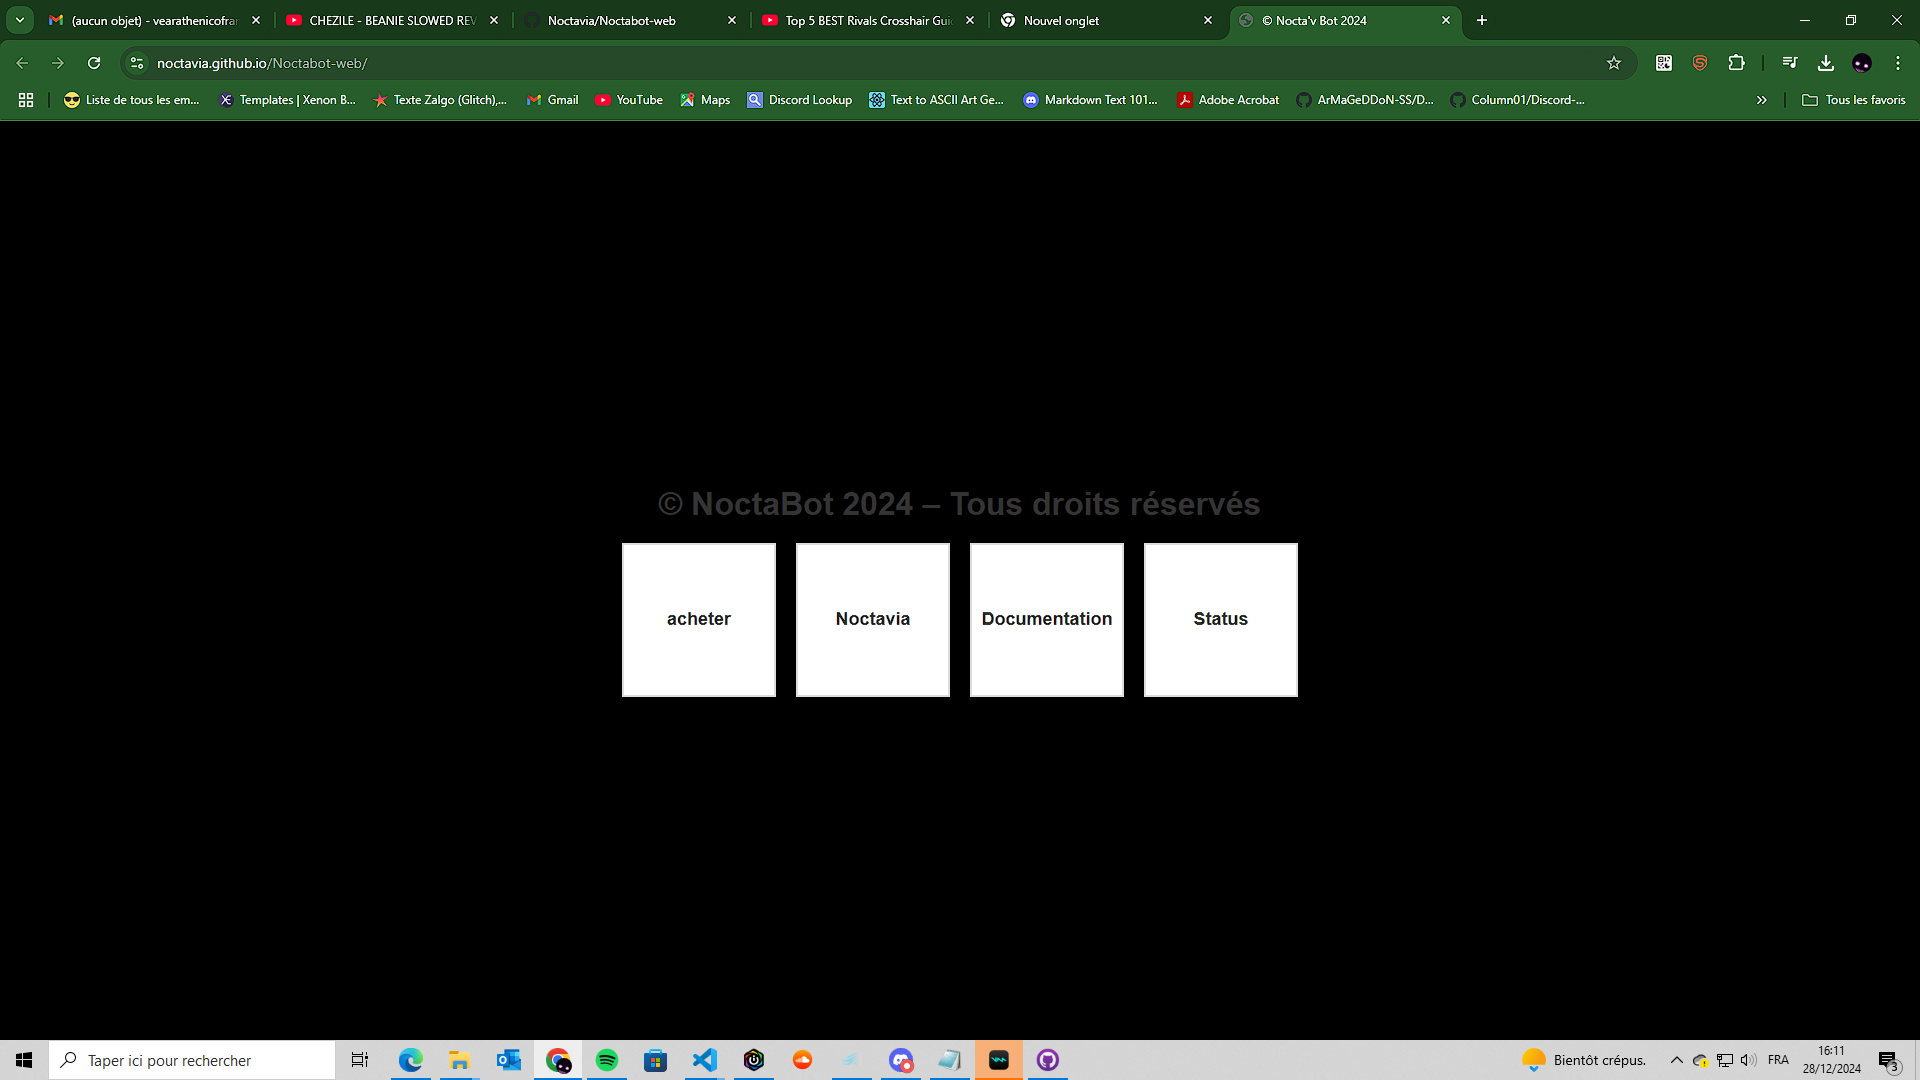 (aucun objet) - vearathenicofra
CHEZILE - BEANIE SLOWED REV
Noctavia/Noctabot-web
Top 5 BEST Rivals Crosshair Guid
Nouvel onglet
© Nocta'v Bot 2024
noctavia.github.io/Noctabot-web/
Liste de tous les em...
Templates | Xenon B...
Texte Zalgo (Glitch),...
Gmail
YouTube
Maps
Discord Lookup
Text to ASCII Art Ge...
Markdown Text 101...
Adobe Acrobat
ArMaGeDDoN-SS/D...
Column01/Discord-...
Tous les favoris
© NoctaBot 2024 – Tous droits réservés
acheter
Noctavia
Documentation
Status
Taper ici pour rechercher
Bientôt crépus.
FRA
16:11
28/12/2024
3